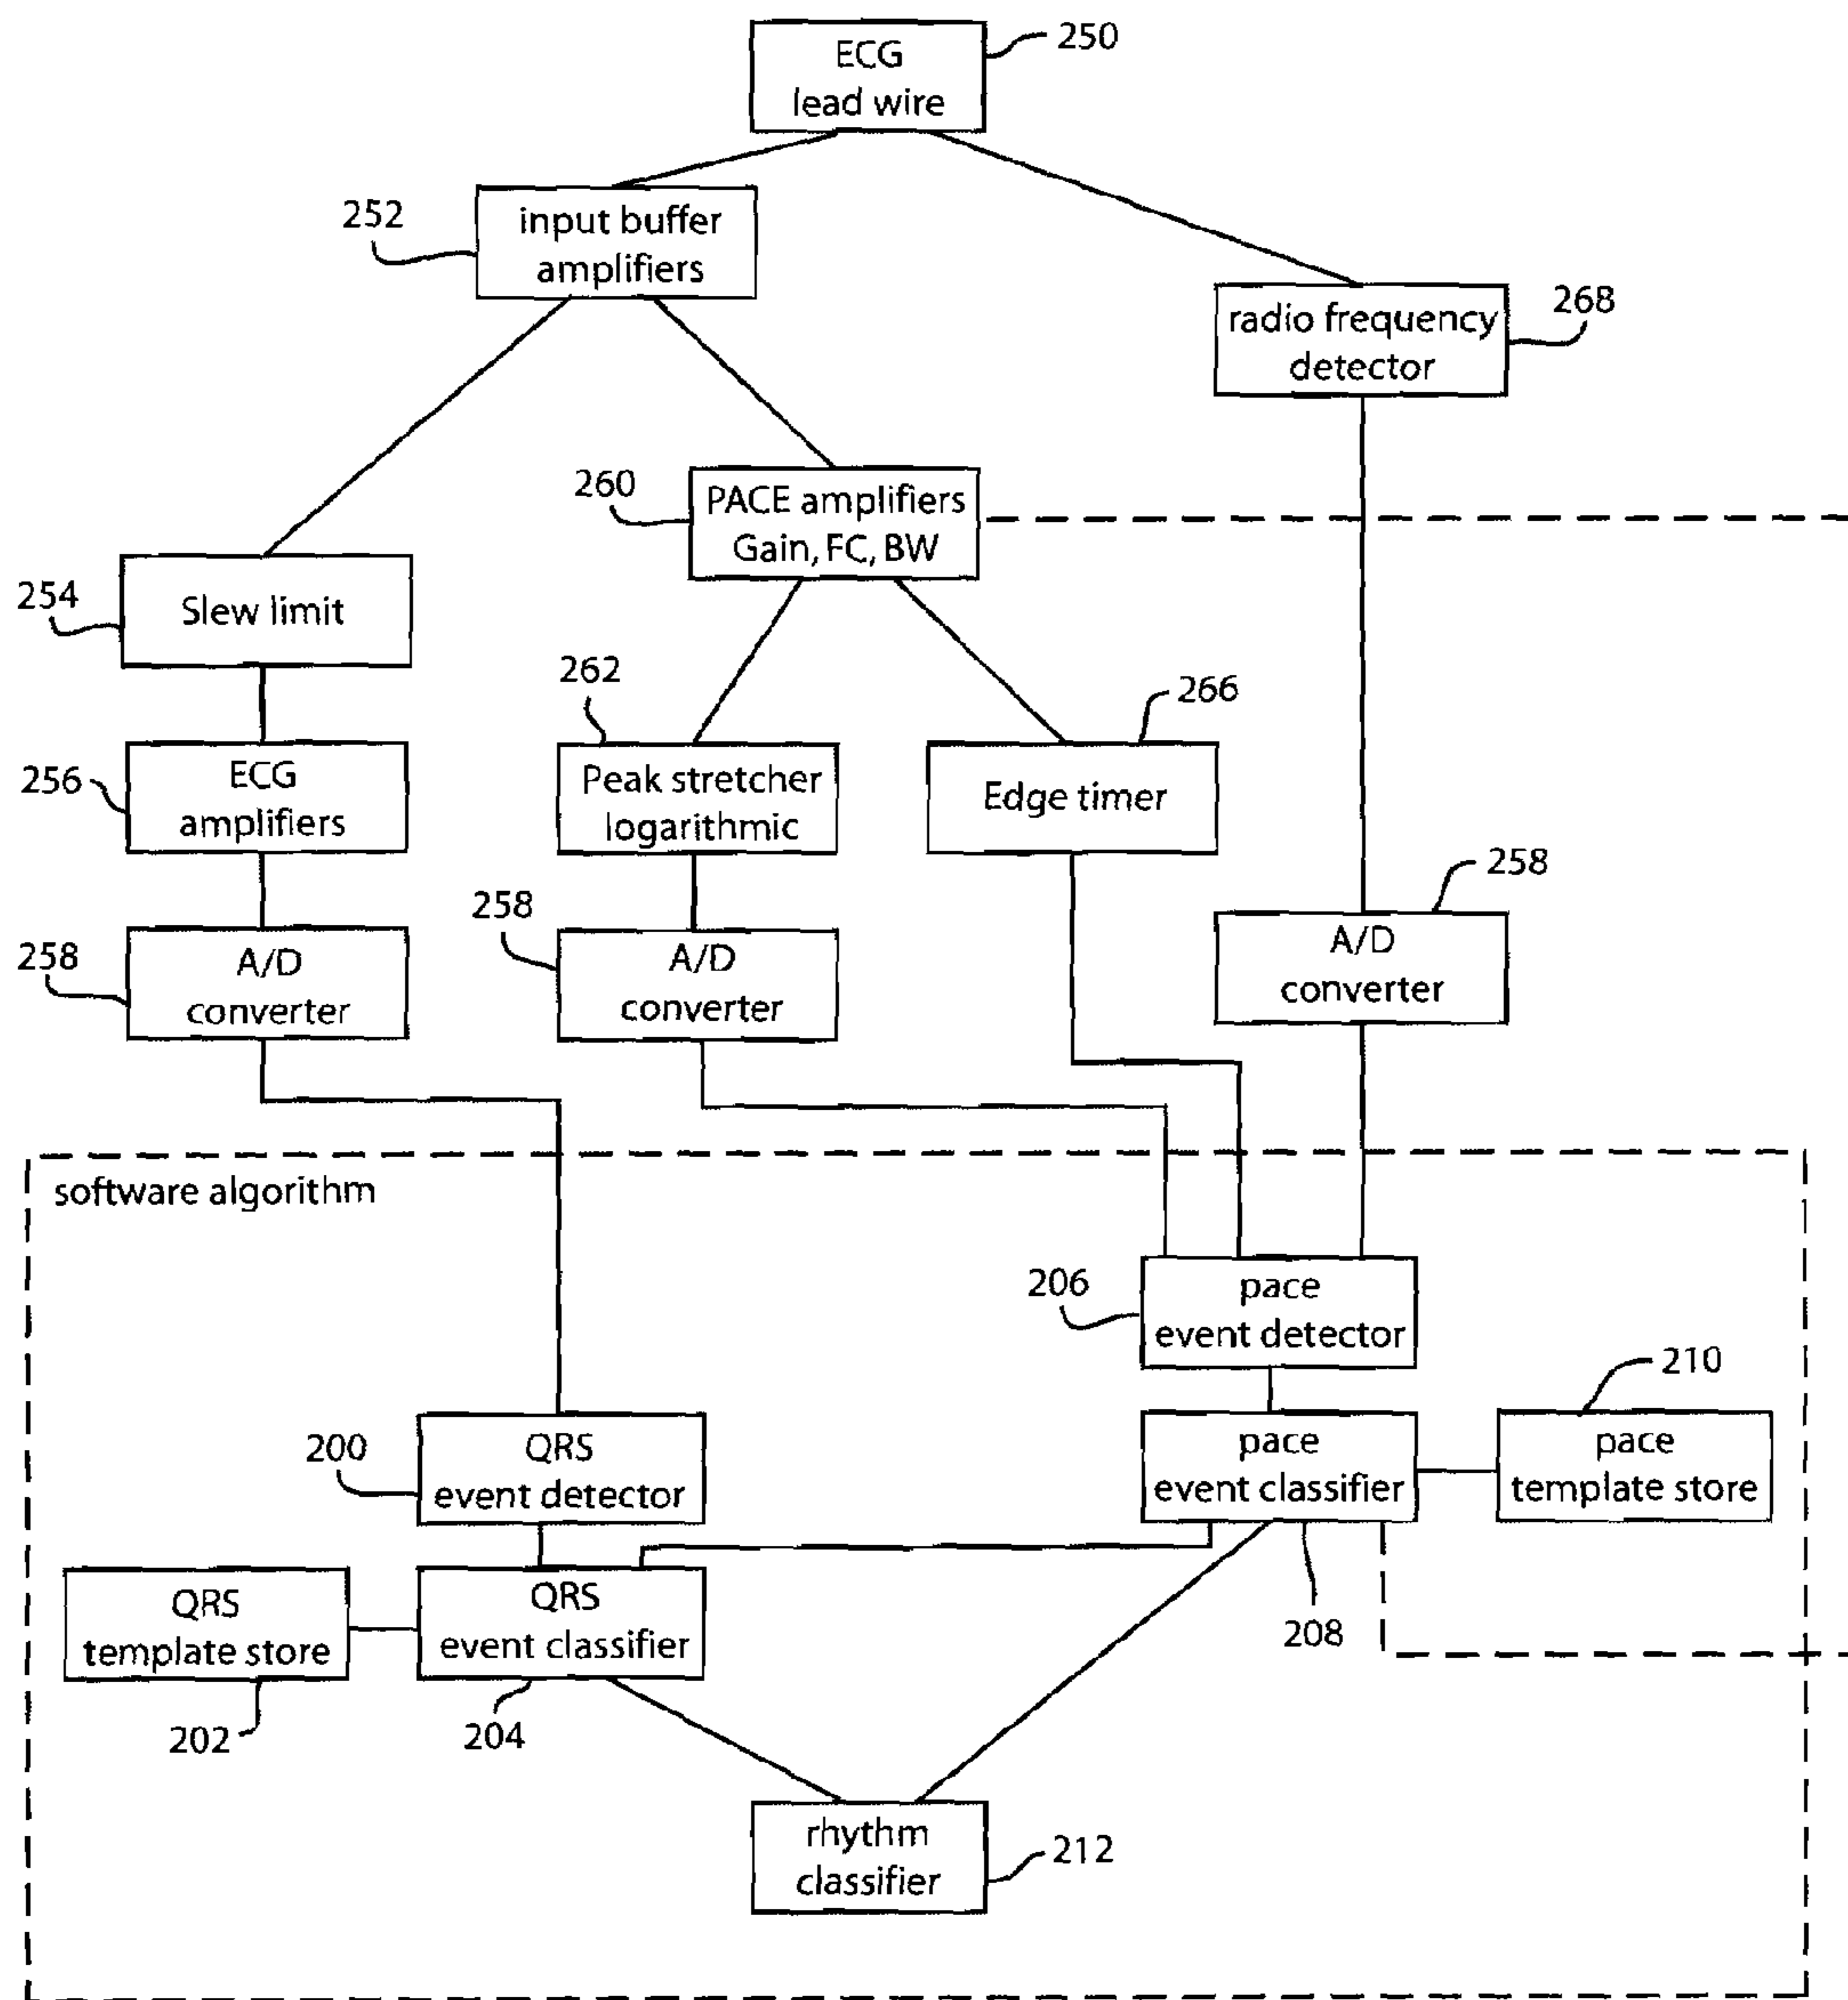 ECG
lead wire
250
252
input buffer
amplifiers
radio frequency
detector
268
260
PACE amplifiers
Gain, FC, BW
254
Slew limit
262
266
256
ECG
amplifiers
Peak stretcher
logarithmic
Edge timer
258
A/D
converter
258
A/D
converter
258
A/D
converter
software algorithm
206
pace
event detector
210
200
QRS
event detector
pace
event classifier
pace
template store
QRS
template store
QRS
event classifier
208
202
204
rhythm
classifier
212